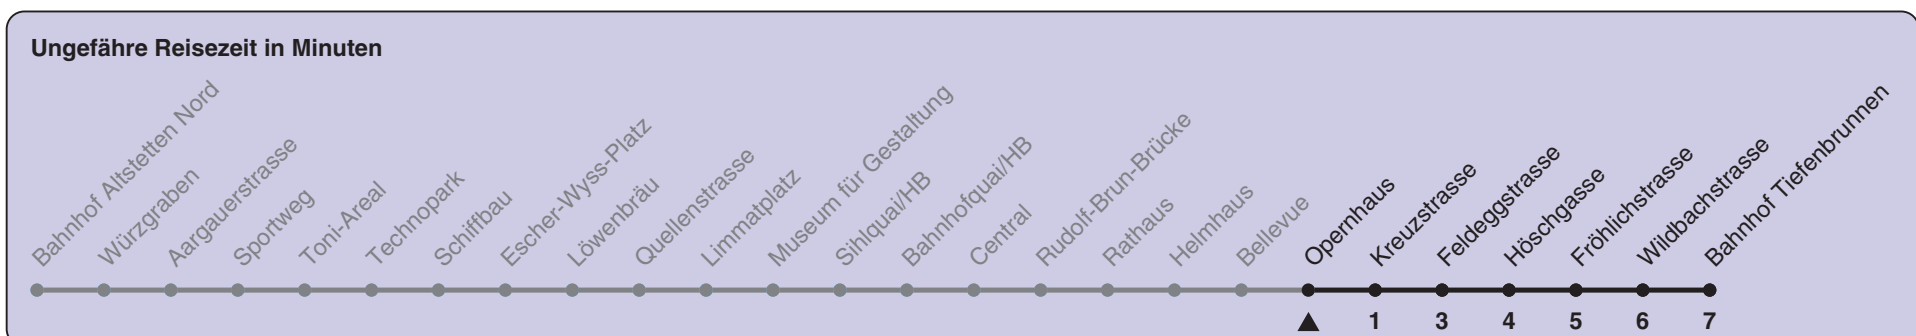 Ungefähre Reisezeit in Minuten
Bahnhof Altstetten Nord
Würzgraben
Aargauerstrasse
Sportweg
Toni-Areal
Technopark
Schiffbau
Escher-Wyss-Platz
Löwenbräu
Quellenstrasse
Limmatplatz
Museum für Gestaltung
Sihlquai/HB
Bahnhofquai/HB
Central
Rudolf-Brun-Brücke
Rathaus
Helmhaus
Bellevue
Opernhaus
Kreuzstrasse
Feldeggstrasse
Höschgasse
Fröhlichstrasse
Wildbachstrasse
Bahnhof Tiefenbrunnen
1 3 4 5 6 7